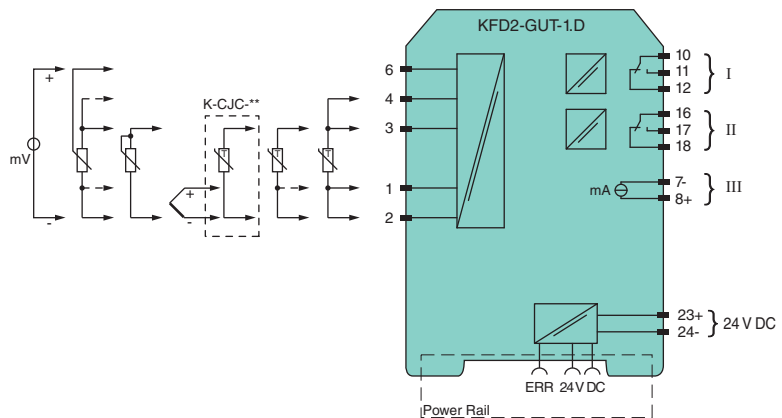 KFD2-GUT-1.D
10
6
11
I
+
12
4
K-CJC-**
16
3
17
II
T
T
T
18
mV
7-
mA
III
1
8+
+
-
-
2
23+
24 V DC
24-
ERR
24 V DC
Power Rail